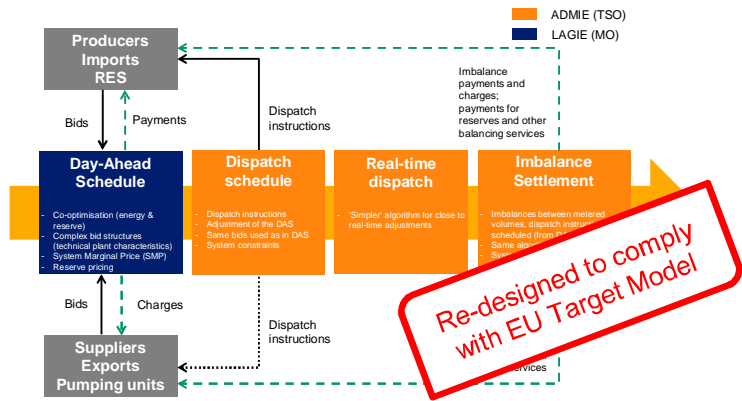 ADMIE (TSO)
LAGIE (MO)
Producers
Imports
RES
Bids
Payments
Dispatch
instructions
Imbalance
payments and
charges;
payments for
reserves and other
balancing services
Day-Ahead
Schedule
- Co-optimisation (energy &
reserve)
- Complex bid structures
(technical plant characteristics)
- System Marginal Price (SMP)
- Reserve pricing
Dispatch
schedule
- Dispatch instructions
- Adjustment of the DAS
- Same bids used as in DAS
- System constraints
Real-time
dispatch
- 'Simpler' algorithm for close to
real-time adjustments
Imbalance
Settlement
- Imbalances between metered
volumes, dispatch
scheduled (from
- Same
Re-designed to comply
with EU Target Model
Bids
Charges
Dispatch
instructions
Suppliers
Exports
Pumping units